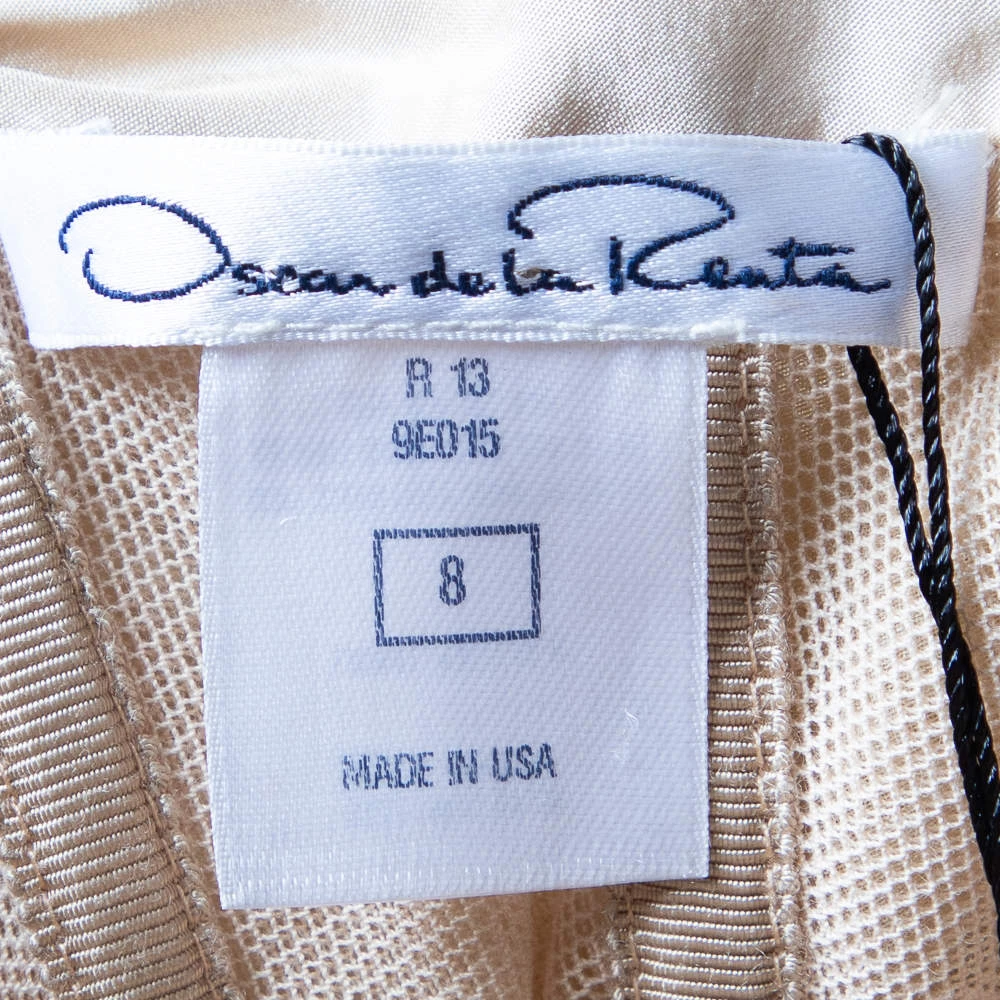 Oscar de la Renta
R 13
9E015
8
MADE IN USA